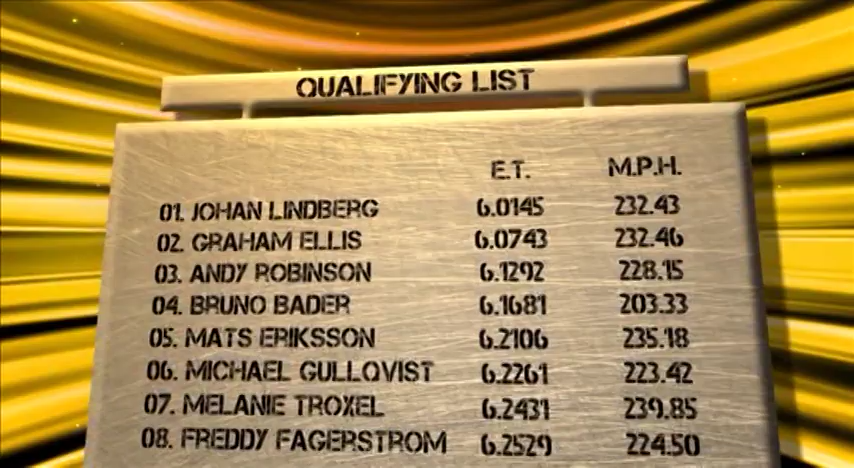 QUALIFYING LIST
E.T. M.P.H.
01. JOHAN LINDBERG 6.0145 232.43
02. GRAHAM ELLIS 6.0743 232.46
03. ANDY ROBINSON 6.1292 228.15
04. BRUNO BADER 6.1681 203.33
05. MATS ERIKSSON 6.2106 235.18
06. MICHAEL GULLQVIST 6.2261 223.42
07. MELANIE TROXEL 6.2431 239.85
08. FREDDY FAGERSTROM 6.2529 224.50